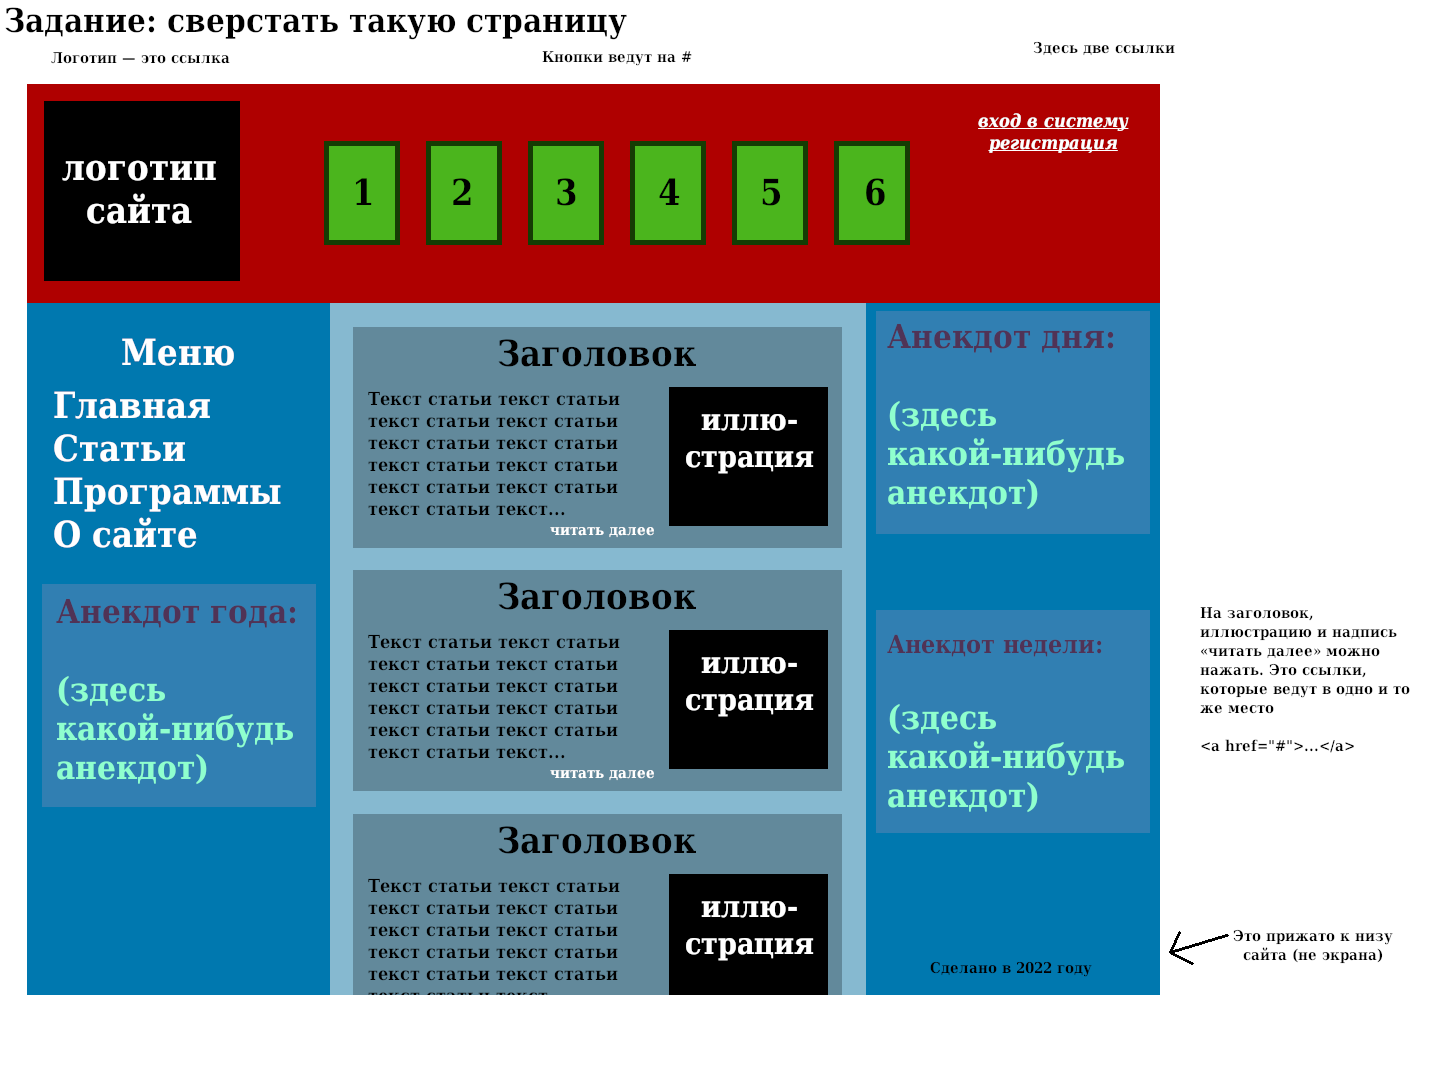 Задание: сверстать такую страницу
Логотип — это ссылка
Кнопки ведут на #
Здесь две ссылки
логотип
сайта
1
2
3
4
5
6
вход в систему
регистрация
Меню
Главная
Статьи
Программы
О сайте
Анекдот года:
(здесь
какой-нибудь
анекдот)
Заголовок
Текст статьи текст статьи
текст статьи текст статьи
текст статьи текст статьи
текст статьи текст статьи
текст статьи текст статьи
текст статьи текст...
читать далее
иллю-
страция
Заголовок
Текст статьи текст статьи
текст статьи текст статьи
текст статьи текст статьи
текст статьи текст статьи
текст статьи текст статьи
текст статьи текст...
читать далее
иллю-
страция
Заголовок
Текст статьи текст статьи
текст статьи текст статьи
текст статьи текст статьи
текст статьи текст статьи
текст статьи текст статьи
текст статьи текст...
иллю-
страция
Анекдот дня:
(здесь
какой-нибудь
анекдот)
Анекдот недели:
(здесь
какой-нибудь
анекдот)
Сделано в 2022 году
На заголовок,
иллюстрацию и надпись
«читать далее» можно
нажать. Это ссылки,
которые ведут в одно и то
же место
<a href="#">...</a>
Это прижато к низу
сайта (не экрана)